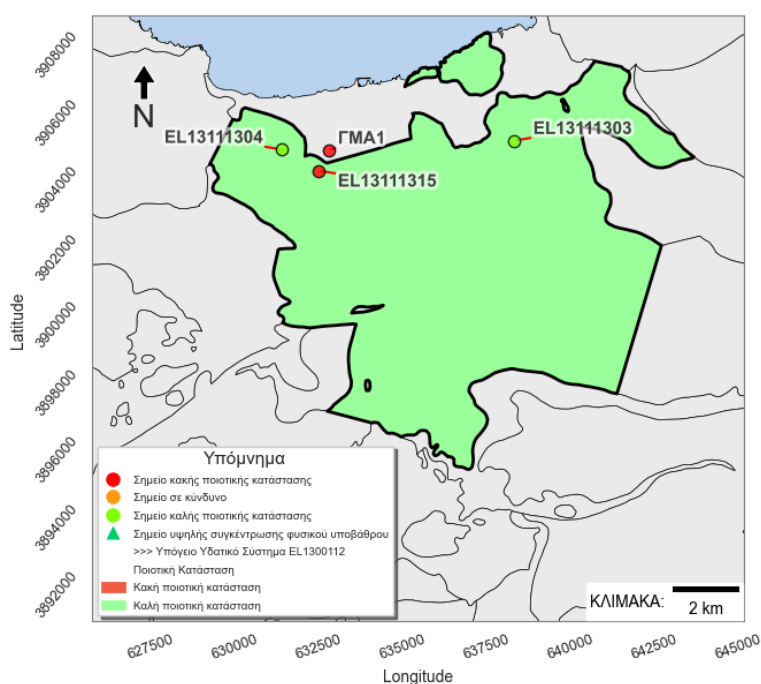 3908000
3906000
3904000
3902000
3900000
3898000
3896000
3894000
3892000
Latitude
N
EL13111304
ΓΜΑ1
EL13111303
EL13111315
Υπόμνημα
Σημείο κακής ποιοτικής κατάστασης
Σημείο σε κύνδυνο
Σημείο καλής ποιοτικής κατάστασης
Σημείο υψηλής συγκέντρωσης φυσικού υποβάθρου
>>> Υπόγειο Υδατικό Σύστημα EL1300112
Ποιοτική Κατάσταση
Κακή ποιοτική κατάσταση
Καλή ποιοτική κατάσταση
ΚΛΙΜΑΚΑ:
2 km
627500
630000
632500
635000
637500
640000
642500
645000
Longitude